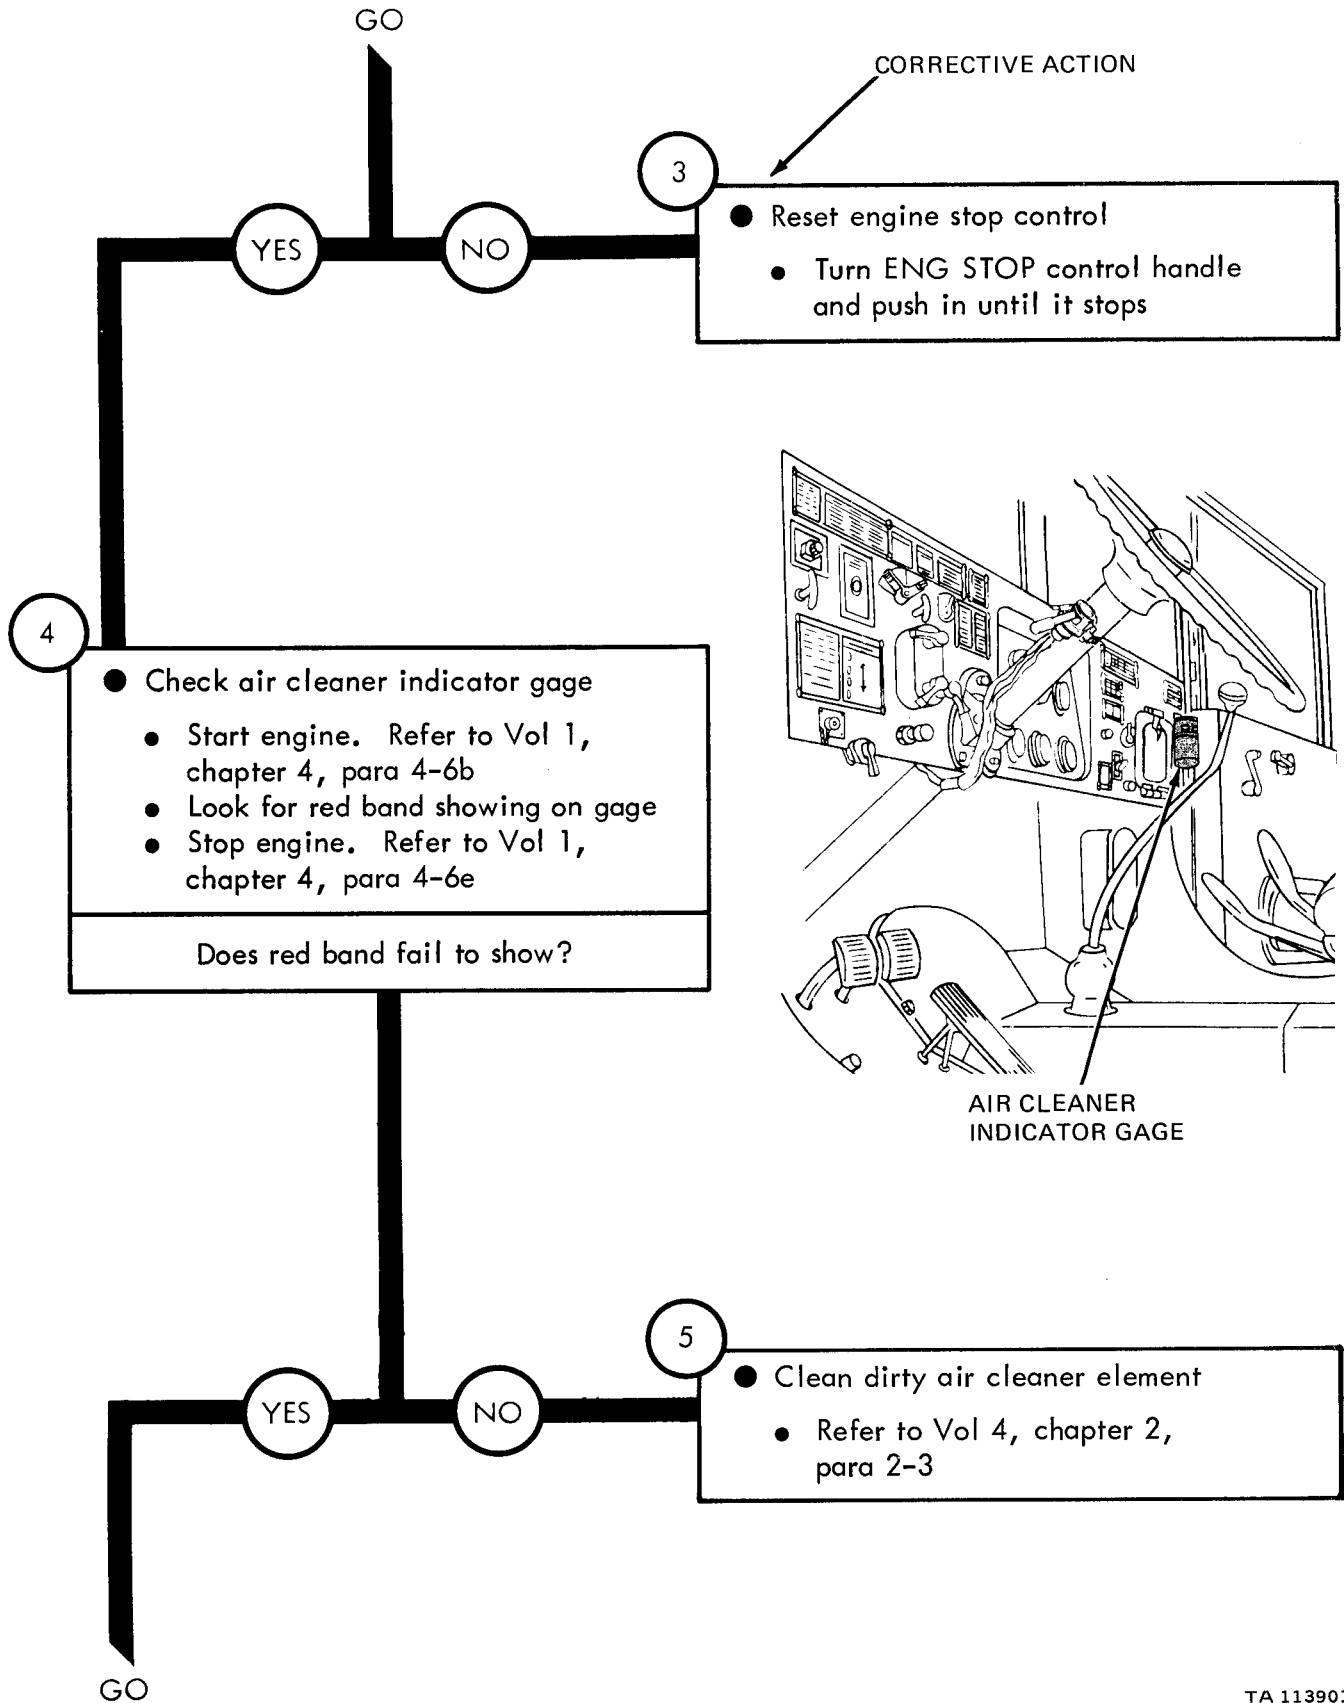 GO
CORRECTIVE ACTION
3
YES
NO
● Reset engine stop control
● Turn ENG STOP control handle
and push in until it stops
4
● Check air cleaner indicator gage
● Start engine. Refer to Vol 1,
chapter 4, para 4-6b
● Look for red band showing on gage
● Stop engine. Refer to Vol 1,
chapter 4, para 4-6e
Does red band fail to show?
AIR CLEANER
INDICATOR GAGE
5
YES
NO
● Clean dirty air cleaner element
● Refer to Vol 4, chapter 2,
para 2-3
GO
TA 113907